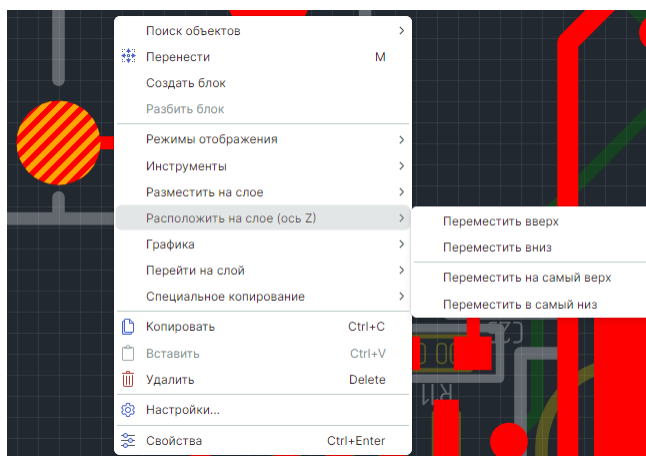 Поиск объектов
Перенести M
Создать блок
Разбить блок
Режимы отображения
Инструменты
Разместить на слое
Расположить на слое (ось Z)
Переместить вверх
Переместить вниз
Переместить на самый верх
Переместить в самый низ
Графика
Перейти на слой
Специальное копирование
Копировать Ctrl+C
Вставить Ctrl+V
Удалить Delete
Настройки...
Свойства Ctrl+Enter
R11